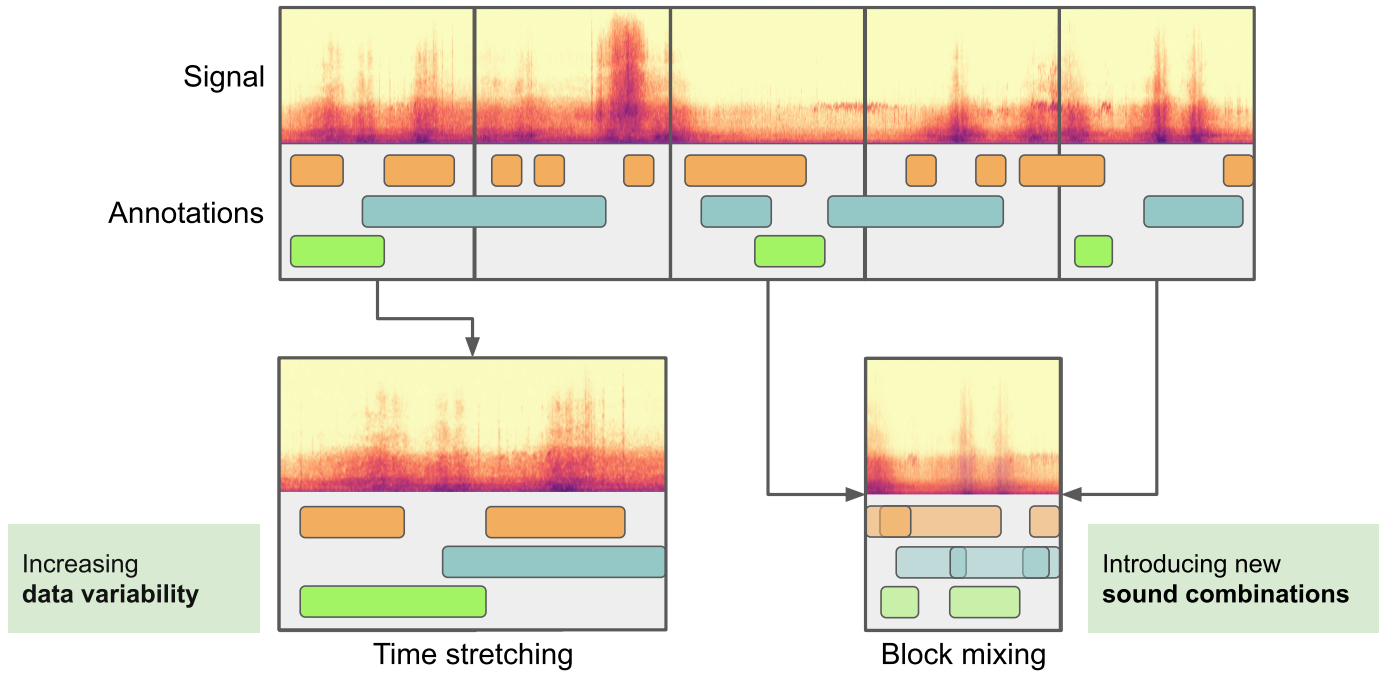 Signal
Annotations
Increasing
data variability
Introducing new
sound combinations
Time stretching
Block mixing